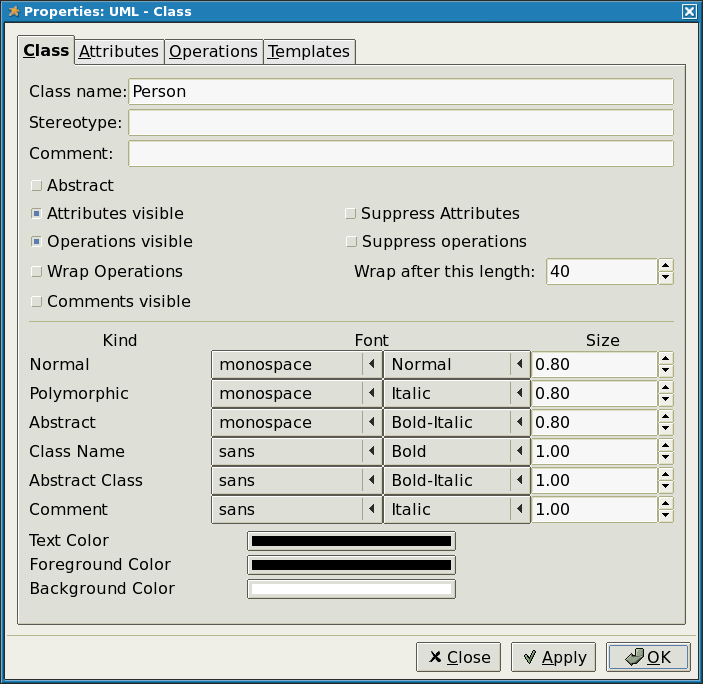 Properties: UML - Class
Class Attributes Operations Templates
Class name: Person
Stereotype:
Comment:
Abstract
Attributes visible Suppress Attributes
Operations visible Suppress operations
Wrap Operations Wrap after this length: 40
Comments visible
Kind Font Size
Normal monospace Normal 0.80
Polymorphic monospace Italic 0.80
Abstract monospace Bold-Italic 0.80
Class Name sans Bold 1.00
Abstract Class sans Bold-Italic 1.00
Comment sans Italic 1.00
Text Color
Foreground Color
Background Color
Close Apply OK